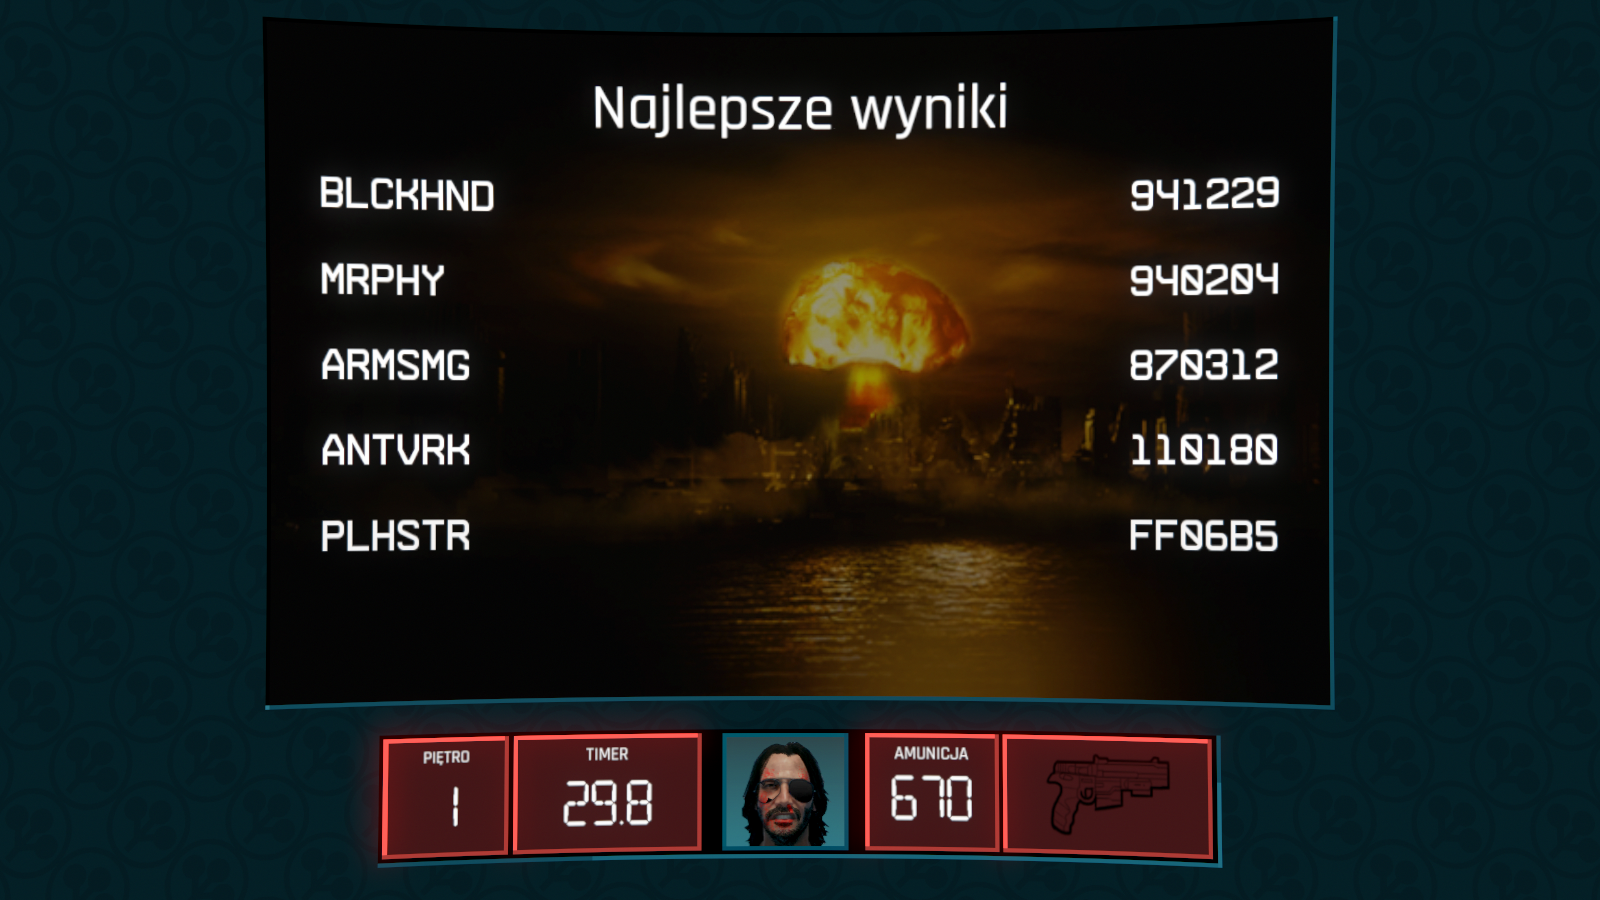 Najlepsze wyniki
BLCKHND 941229
MRPHY 940204
ARMSMG 870312
ANTVRK 110180
PLHSTR FF06B5
PIĘTRO TIMER AMUNICJA
1 29.8 670